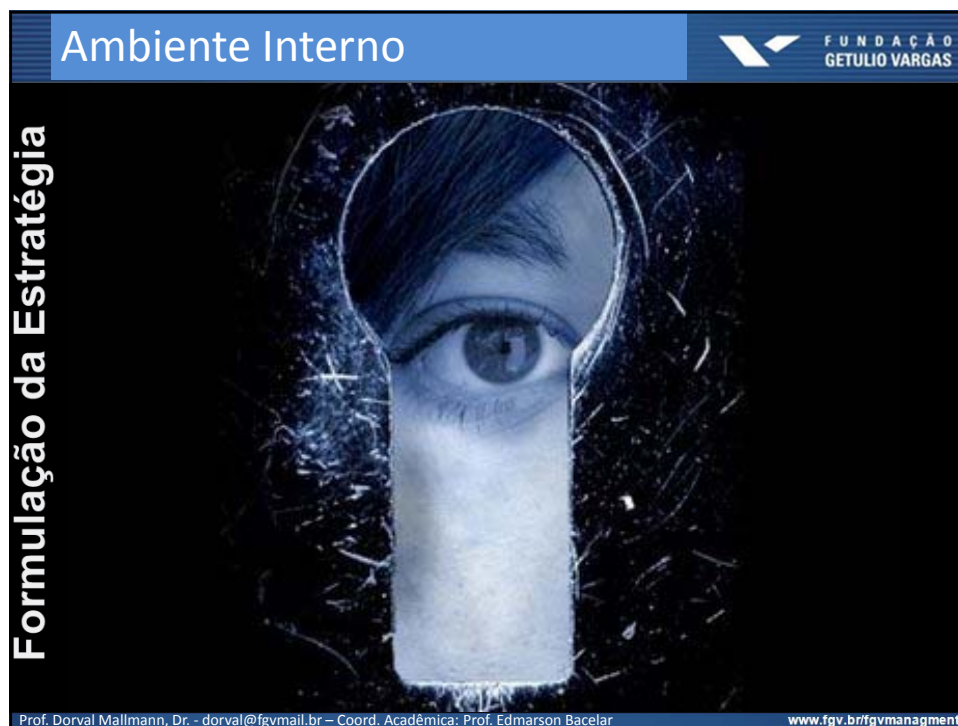 Ambiente Interno
FUNDAÇÃO
GETULIO VARGAS
Formulação da Estratégia
Prof. Dorval Mallmann, Dr. - dorval@fgvmail.br – Coord. Acadêmica: Prof. Edmarson Bacelar
www.fgv.br/fgvmanagment